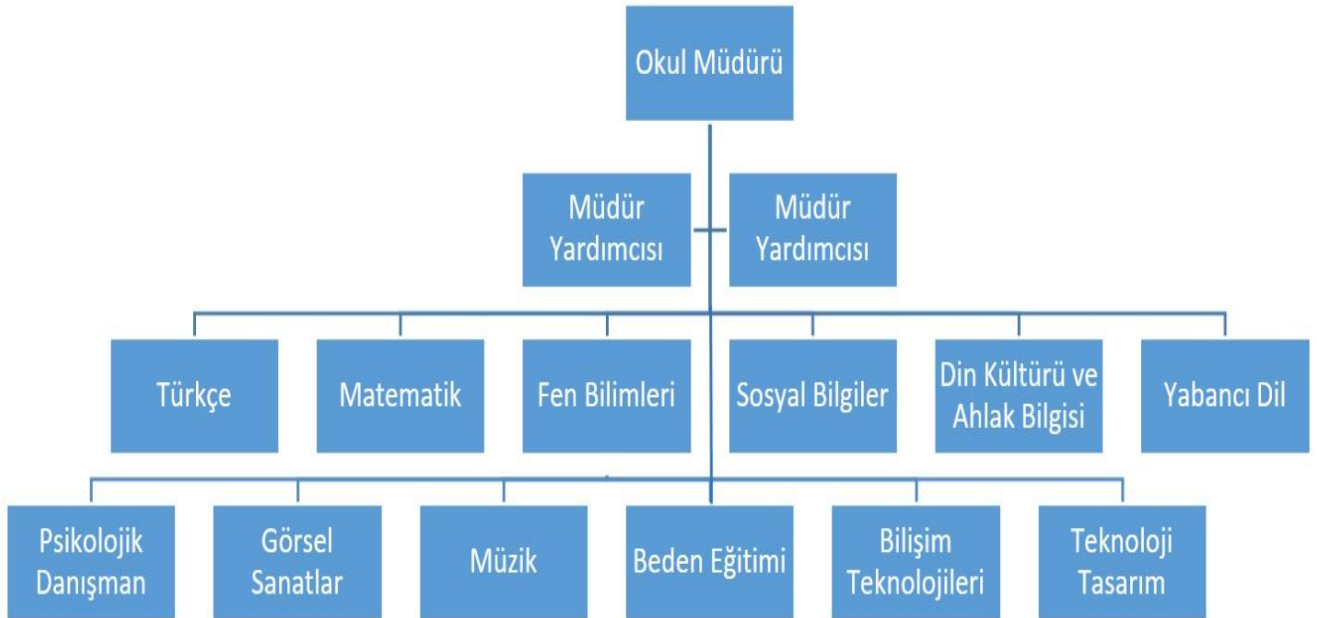 Okul Müdürü
Müdür
Yardımcısı
Müdür
Yardımcısı
Türkçe
Matematik
Fen Bilimleri
Sosyal Bilgiler
Din Kültürü ve
Ahlak Bilgisi
Yabancı Dil
Psikolojik
Danışman
Görsel
Sanatlar
Müzik
Beden Eğitimi
Bilişim
Teknolojileri
Teknoloji
Tasarım